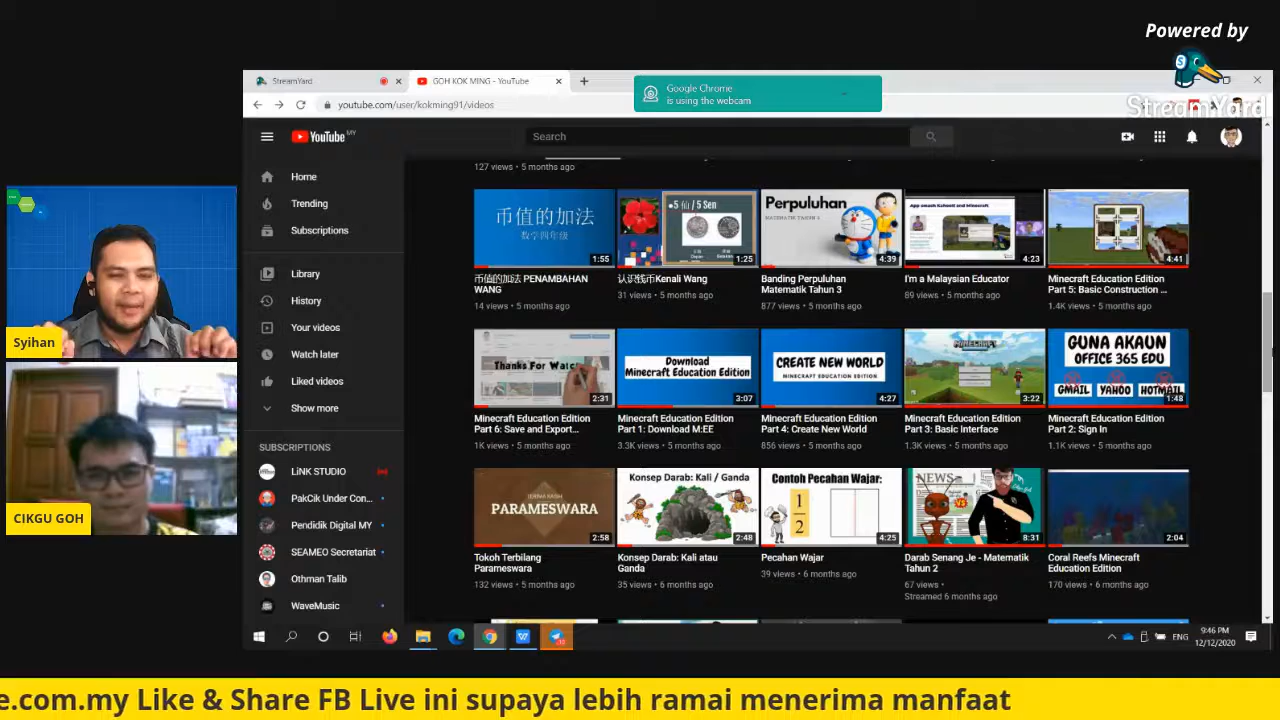 Powered by
StreamYard
StreamYard
GOH KOK MING - YouTube
Google Chrome
is using the webcam
youtube.com/user/kokming91/videos
YouTube MY
Search
Home
Trending
Subscriptions
Library
History
Your videos
Watch later
Liked videos
Show more
SUBSCRIPTIONS
LiNK STUDIO
PakCik Under Con...
Pendidik Digital MY
SEAMEO Secretariat
Othman Talib
WaveMusic
127 views • 5 months ago
币值的加法
数学四年级
1:55
币值的加法 PENAMBAHAN
WANG
14 views • 5 months ago
5 仙 / 5 Sen
1:25
认识钱币Kenali Wang
31 views • 5 months ago
Perpuluhan
MATEMATIK TAHUN 3
4:39
Banding Perpuluhan
Matematik Tahun 3
877 views • 5 months ago
App smash Kahoot! and Minecraft
4:23
I'm a Malaysian Educator
89 views • 5 months ago
4:41
Minecraft Education Edition
Part 5: Basic Construction ...
1.4K views • 5 months ago
Thanks For Watc
2:31
Minecraft Education Edition
Part 6: Save and Export...
1K views • 5 months ago
Download
Minecraft Education Edition
3:07
Minecraft Education Edition
Part 1: Download M:EE
3.3K views • 5 months ago
CREATE NEW WORLD
MINECRAFT EDUCATION EDITION
4:27
Minecraft Education Edition
Part 4: Create New World
856 views • 5 months ago
MINECRAFT
3:22
Minecraft Education Edition
Part 3: Basic Interface
1.3K views • 5 months ago
GUNA AKAUN
OFFICE 365 EDU
GMAIL YAHOO HOTMAIL
1:48
Minecraft Education Edition
Part 2: Sign In
1.1K views • 5 months ago
PARAMESWARA
2:58
Tokoh Terbilang
Parameswara
132 views • 5 months ago
Konsep Darab: Kali / Ganda
2:48
Konsep Darab: Kali atau
Ganda
35 views • 5 months ago
Contoh Pecahan Wajar:
1
2
4:25
Pecahan Wajar
39 views • 6 months ago
NEWS
VS
8:31
Darab Senang Je - Matematik
Tahun 2
67 views •
Streamed 6 months ago
2:04
Coral Reefs Minecraft
Education Edition
170 views • 6 months ago
Syihan
CIKGU GOH
ENG
9:46 PM
12/12/2020
e.com.my Like & Share FB Live ini supaya lebih ramai menerima manfaat